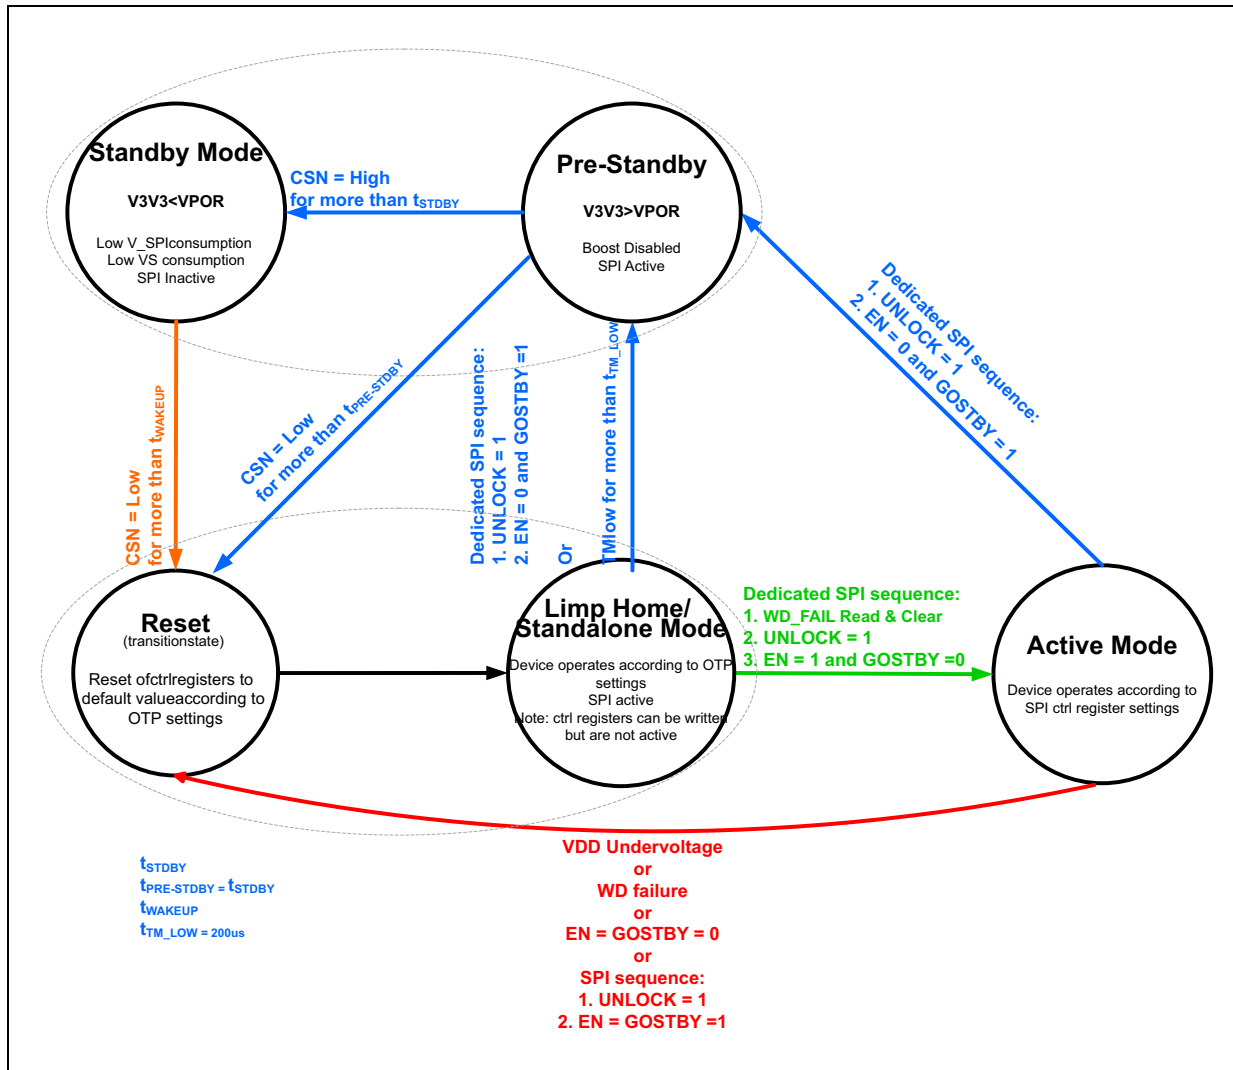 Standby Mode
V3V3<VPOR
Low V_SPIconsumption
Low VS consumption
SPI Inactive
CSN = High
for more than tSTDBY
Pre-Standby
V3V3>VPOR
Boost Disabled
SPI Active
Dedicated SPI sequence:
1. UNLOCK = 1
2. EN = 0 and GOSTBY = 1
CSN = Low
for more than tWAKEUP
CSN = Low
for more than tPRE-STDBY
Dedicated SPI sequence:
1. UNLOCK = 1
2. EN = 0 and GOSTBY =1
Or
TMlow for more than tTM_LOW
Reset
(transitionstate)
Reset ofctrlregisters to
default valueaccording to
OTP settings
Limp Home/
Standalone Mode
Device operates according to OTP
settings
SPI active
Note: ctrl registers can be written
but are not active
Dedicated SPI sequence:
1. WD_FAIL Read & Clear
2. UNLOCK = 1
3. EN = 1 and GOSTBY =0
Active Mode
Device operates according to
SPI ctrl register settings
VDD Undervoltage
or
WD failure
or
EN = GOSTBY = 0
or
SPI sequence:
1. UNLOCK = 1
2. EN = GOSTBY =1
tSTDBY
tPRE-STDBY = tSTDBY
tWAKEUP
tTM_LOW = 200us